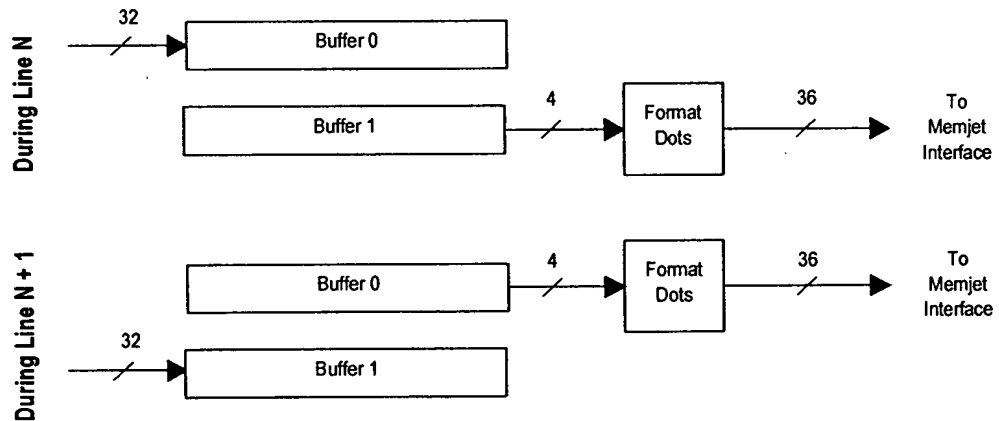 During Line N
32
Buffer 0
Buffer 1
4
Format
Dots
36
To
Memjet
Interface
During Line N + 1
Buffer 0
4
Format
Dots
36
To
Memjet
Interface
32
Buffer 1